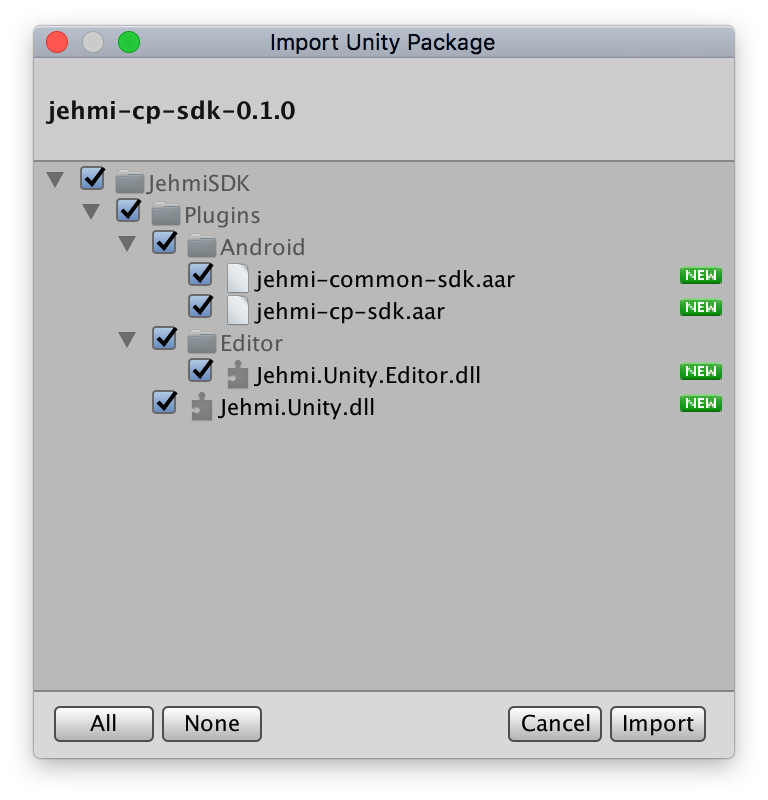 Import Unity Package
jehmi-cp-sdk-0.1.0
JehmiSDK
Plugins
Android
jehmi-common-sdk.aar NEW
jehmi-cp-sdk.aar NEW
Editor
Jehmi.Unity.Editor.dll NEW
Jehmi.Unity.dll NEW
All None Cancel Import